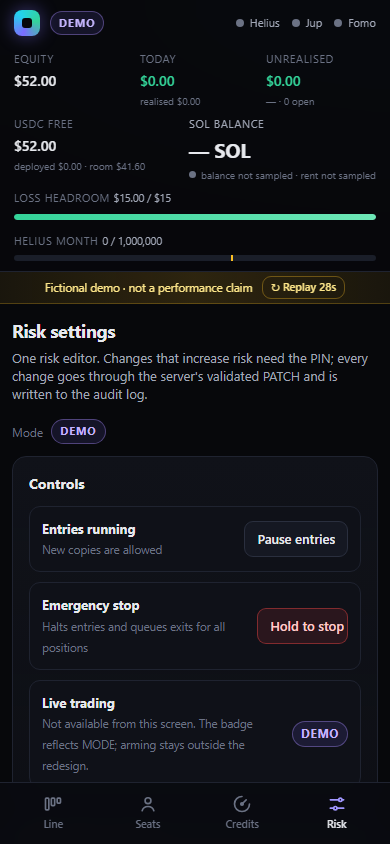 DEMO
Helius
Jup
Fomo
EQUITY
TODAY
UNREALISED
$52.00
$0.00
$0.00
realised $0.00
— · 0 open
USDC FREE
SOL BALANCE
$52.00
— SOL
deployed $0.00 · room $41.60
balance not sampled · rent not sampled
LOSS HEADROOM $15.00 / $15
HELIUS MONTH 0 / 1,000,000
Fictional demo · not a performance claim
↻ Replay 28s
Risk settings
One risk editor. Changes that increase risk need the PIN; every
change goes through the server's validated PATCH and is
written to the audit log.
Mode DEMO
Controls
Entries running
New copies are allowed
Pause entries
Emergency stop
Halts entries and queues exits for all
positions
Hold to stop
Live trading
Not available from this screen. The badge
reflects MODE; arming stays outside the
redesign.
DEMO
Line
Seats
Credits
Risk